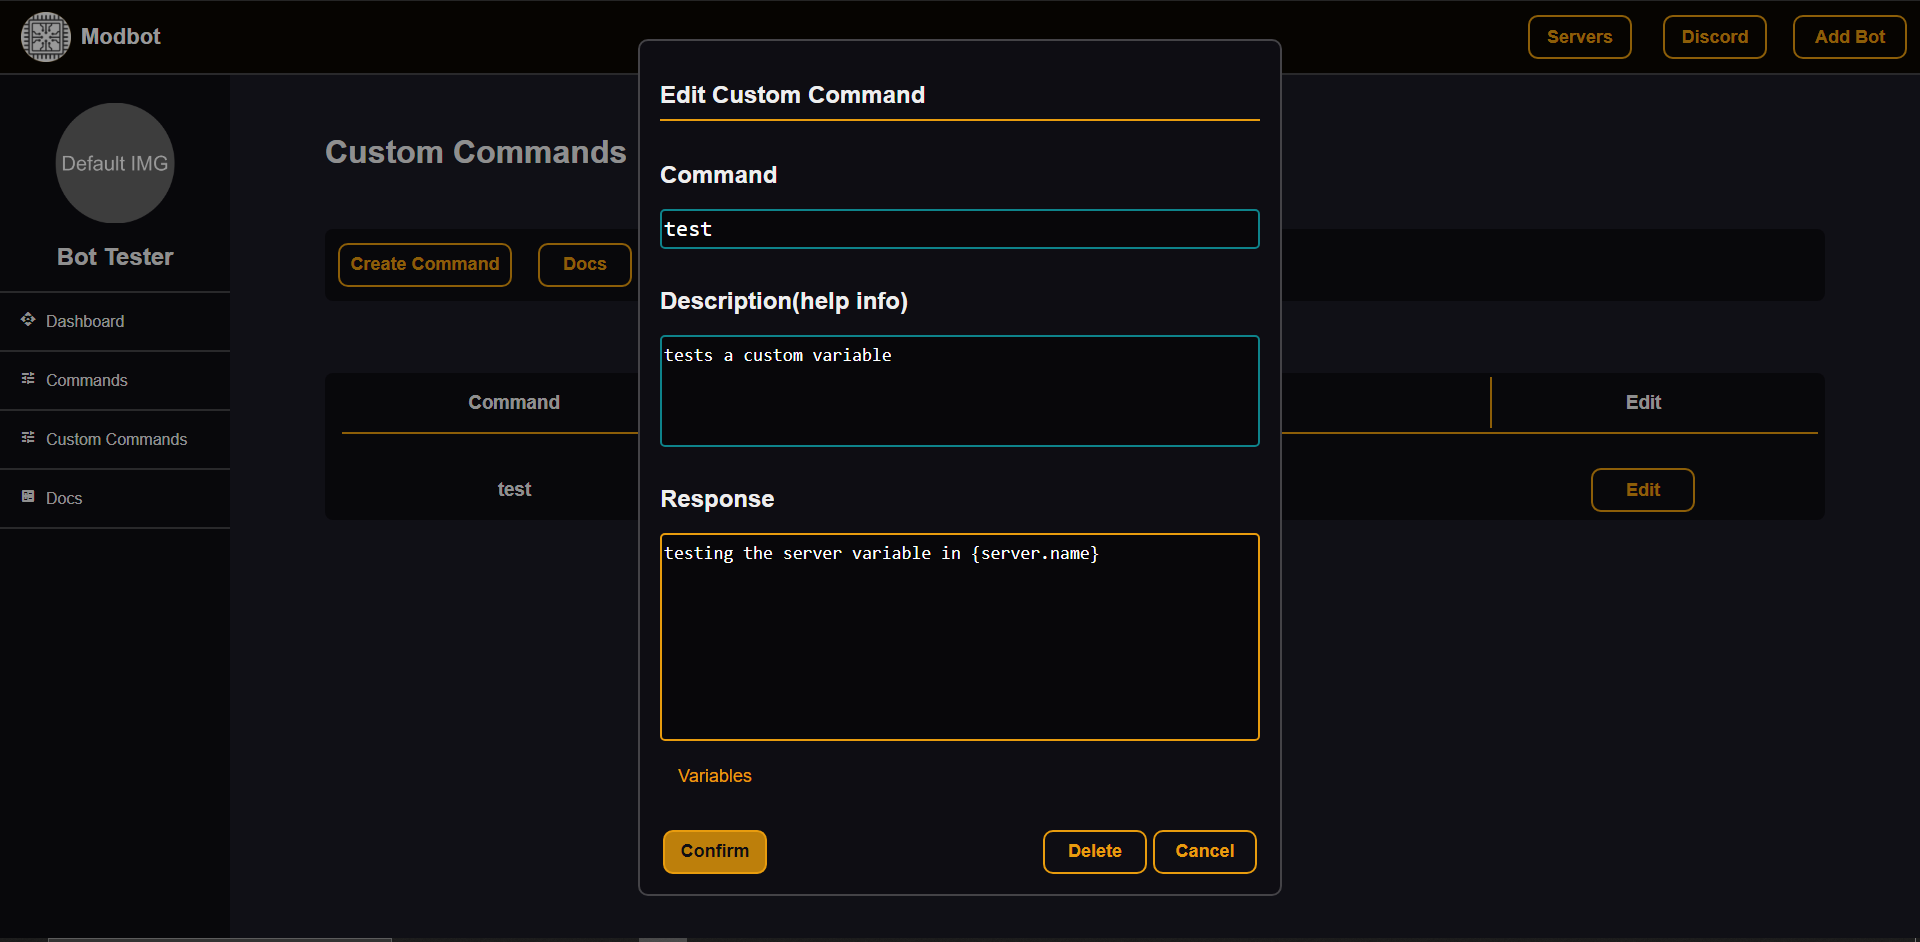 Modbot
Servers
Discord
Add Bot
Default IMG
Bot Tester
Dashboard
Commands
Custom Commands
Docs
Custom Commands
Create Command
Docs
Command
Edit
test
Edit
Edit Custom Command
Command
test
Description(help info)
tests a custom variable
Response
testing the server variable in {server.name}
Variables
Confirm
Delete
Cancel